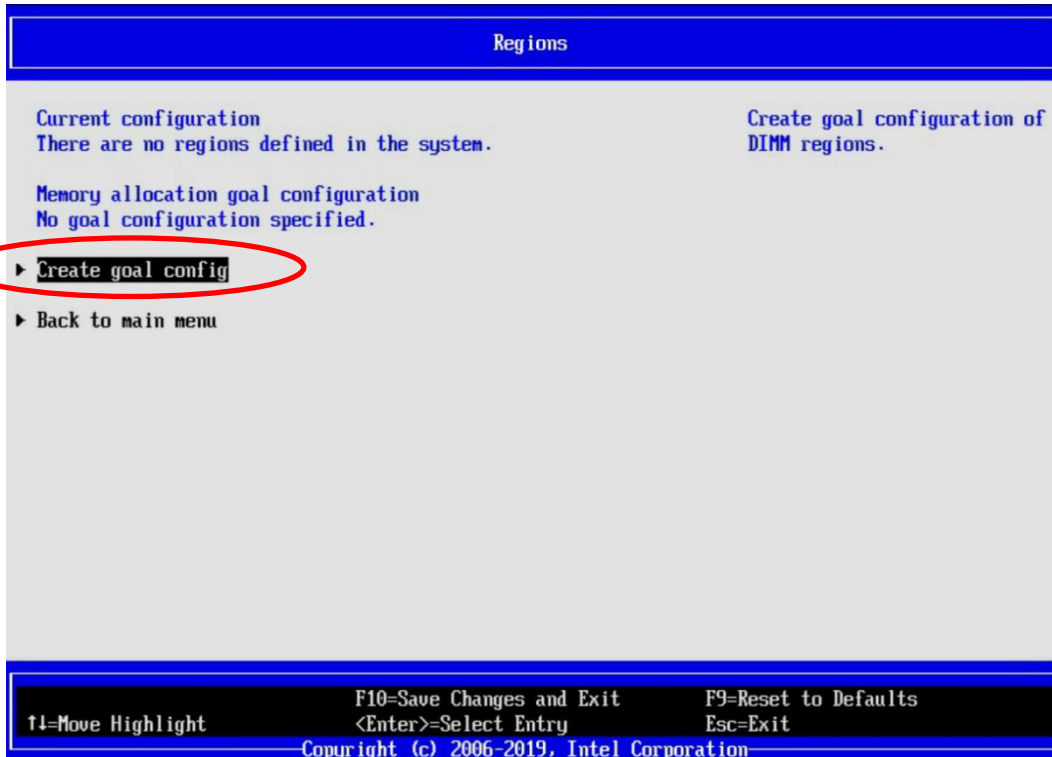 Regions
Current configuration
There are no regions defined in the system.
Memory allocation goal configuration
No goal configuration specified.
Create goal config
Back to main menu
Create goal configuration of
DIMM regions.
F10=Save Changes and Exit F9=Reset to Defaults
↑↓=Move Highlight <Enter>=Select Entry Esc=Exit
Copyright (c) 2006-2019, Intel Corporation